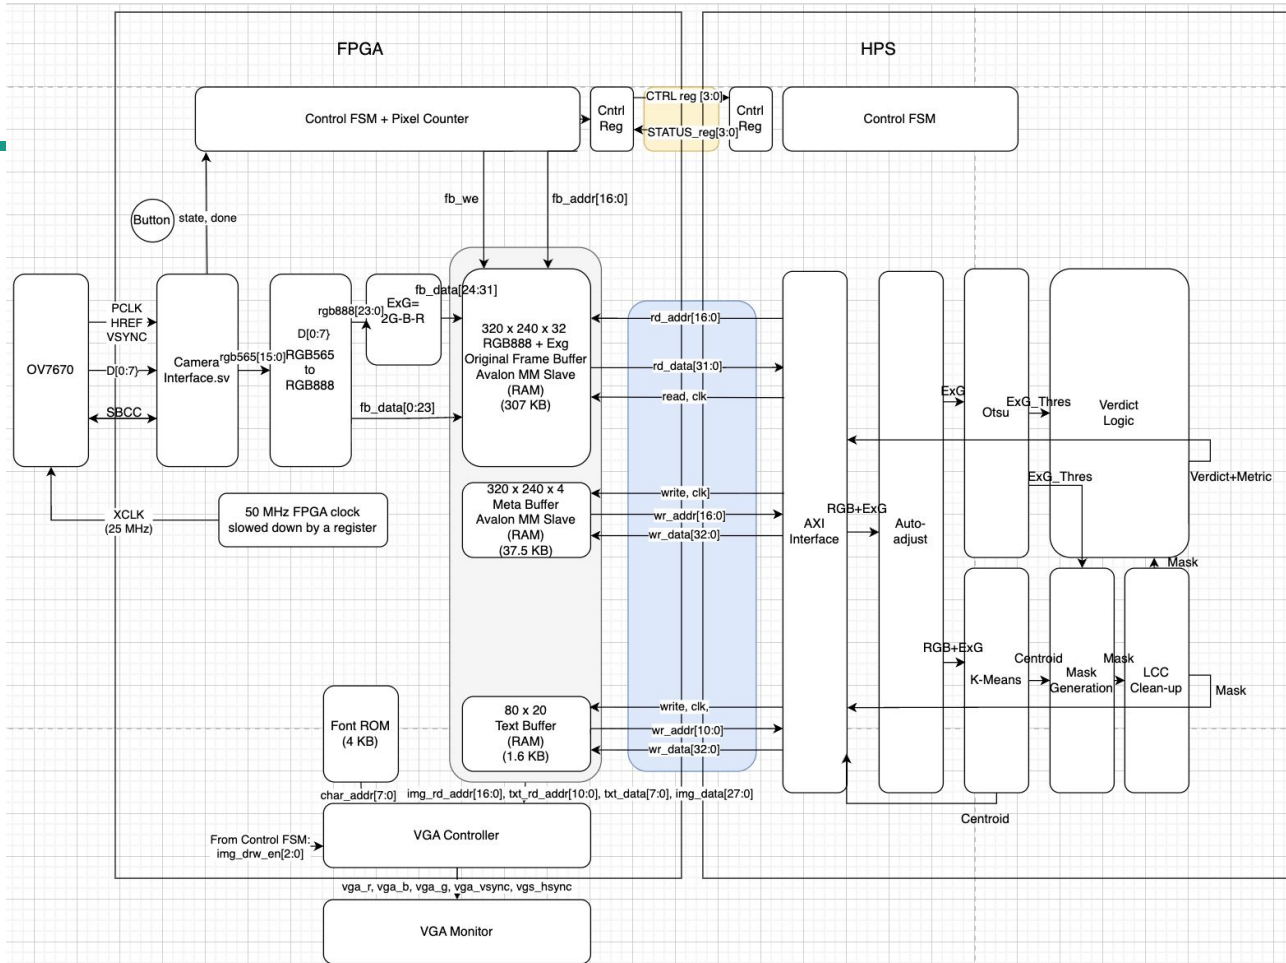 FPGA
HPS
Control FSM + Pixel Counter
Cntrl
Reg
CTRL reg [3:0]
STATUS_reg[3:0]
Cntrl
Reg
Control FSM
fb_we
fb_addr[16:0]
Button
state, done
OV7670
PCLK
HREF
VSYNC
D[0:7}
SBCC
Camera
Interface.sv
rgb565[15:0]
D[0:7}
RGB565
to
RGB888
rgb888[23:0]
ExG=
2G-B-R
fb_data[24:31]
fb_data[0:23]
320 x 240 x 32
RGB888 + Exg
Original Frame Buffer
Avalon MM Slave
(RAM)
(307 KB)
rd_addr[16:0]
rd_data[31:0]
read, clk
XCLK
(25 MHz)
50 MHz FPGA clock
slowed down by a register
320 x 240 x 4
Meta Buffer
Avalon MM Slave
(RAM)
(37.5 KB)
write, clk]
wr_addr[16:0]
wr_data[32:0]
AXI
Interface
RGB+ExG
Auto-
adjust
ExG
Otsu
ExG_Thres
Verdict
Logic
ExG_Thres
Verdict+Metric
Mask
RGB+ExG
K-Means
Centroid
Mask
Generation
Mask
LCC
Clean-up
Mask
Centroid
Font ROM
(4 KB)
80 x 20
Text Buffer
(RAM)
(1.6 KB)
write, clk,
wr_addr[10:0]
wr_data[32:0]
char_addr[7:0]
img_rd_addr[16:0], txt_rd_addr[10:0], txt_data[7:0], img_data[27:0]
From Control FSM:
img_drw_en[2:0]
VGA Controller
vga_r, vga_b, vga_g, vga_vsync, vgs_hsync
VGA Monitor